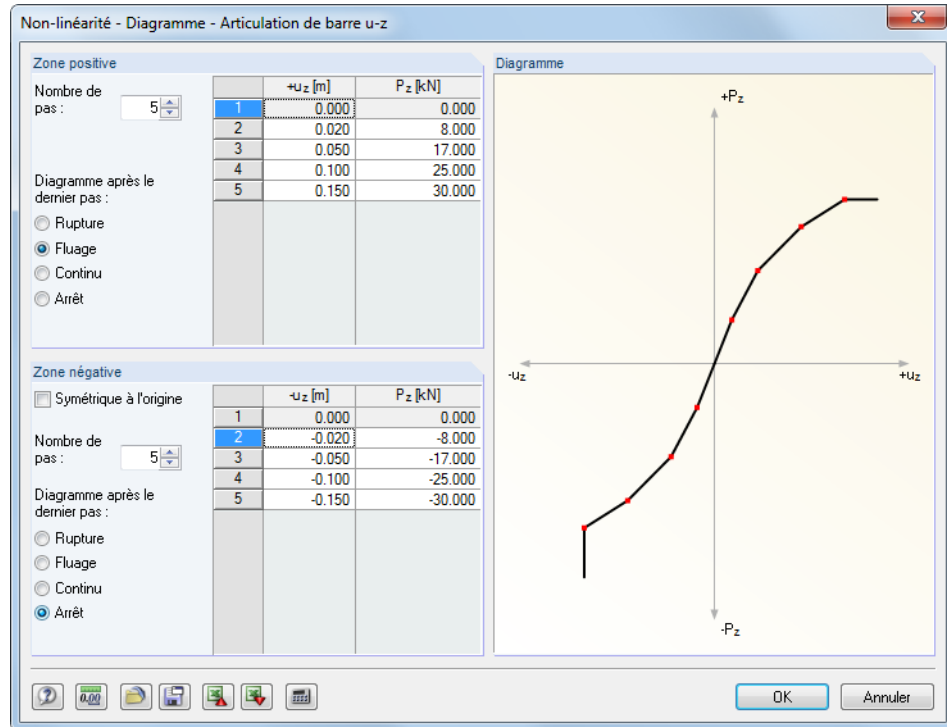 Non-linéarité - Diagramme - Articulation de barre u-z
Zone positive
Nombre de
pas :
5
+uz [m] Pz [kN]
1 0.000 0.000
2 0.020 8.000
3 0.050 17.000
4 0.100 25.000
5 0.150 30.000
Diagramme après le
dernier pas :
Rupture
Fluage
Continu
Arrêt
Zone négative
Symétrique à l'origine
Nombre de
pas :
5
-uz [m] Pz [kN]
1 0.000 0.000
2 -0.020 -8.000
3 -0.050 -17.000
4 -0.100 -25.000
5 -0.150 -30.000
Diagramme après le
dernier pas :
Rupture
Fluage
Continu
Arrêt
Diagramme
+Pz
-uz
+uz
-Pz
0.00
OK
Annuler